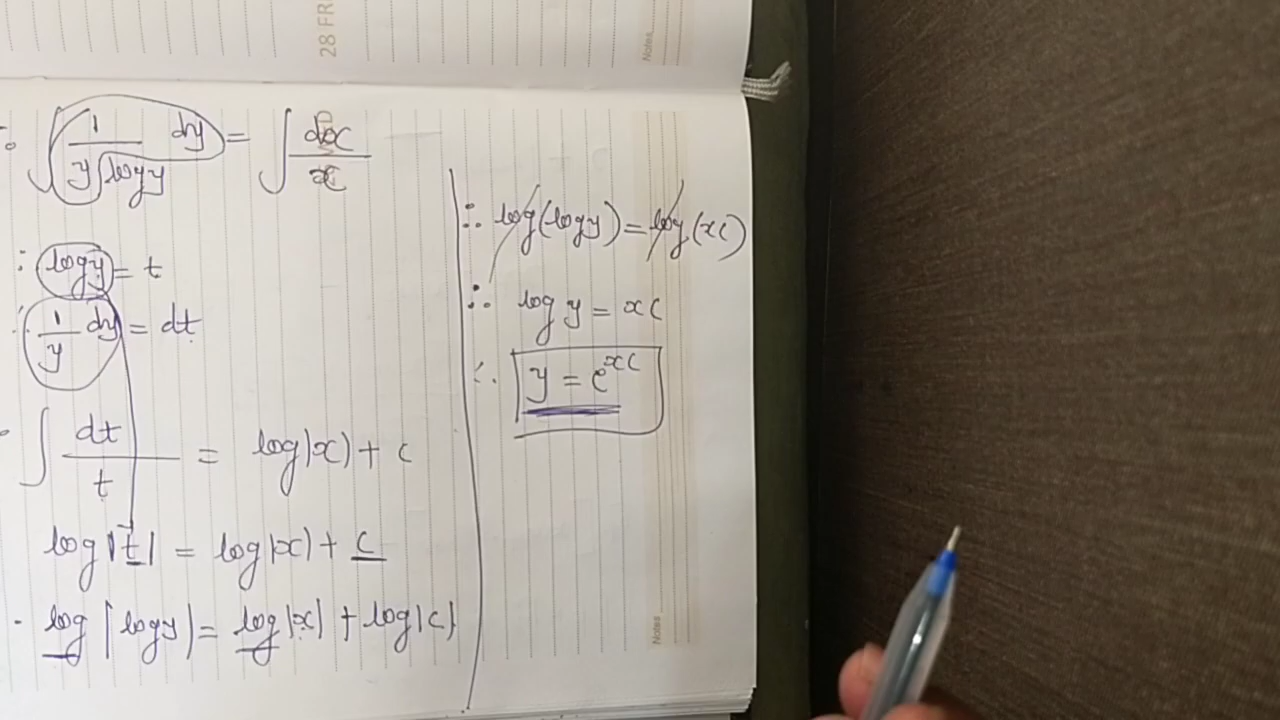 28 FR
Notes
∴ ∫ 1/(y log y) dy = ∫ dx/x
∴ log y = t
∴ 1/y dy = dt
∫ dt/t = log|x| + c
log|t| = log|x| + c
log|log y| = log|x| + log|c|
∴ log(log y) = log(xc)
∴ log y = xc
∴ y = e^xc
Notes